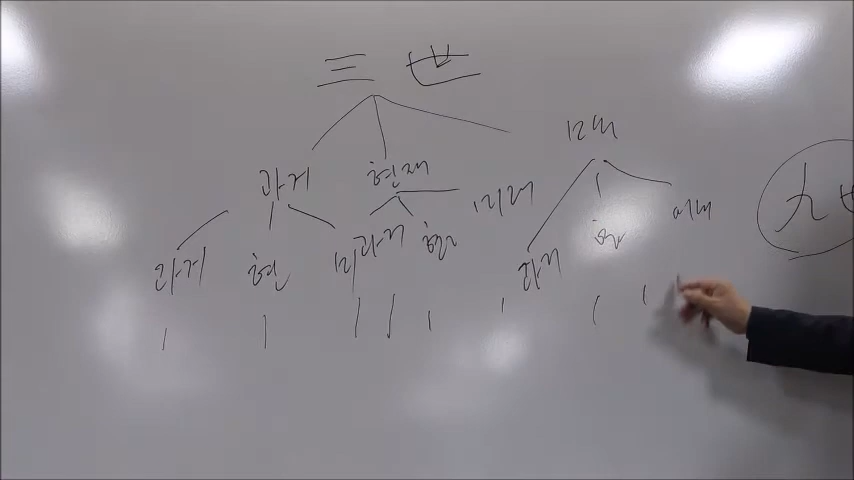 三 世
미래
과거 현재
九 世
미래
과거 현 미 과거 현 과거 현 미래